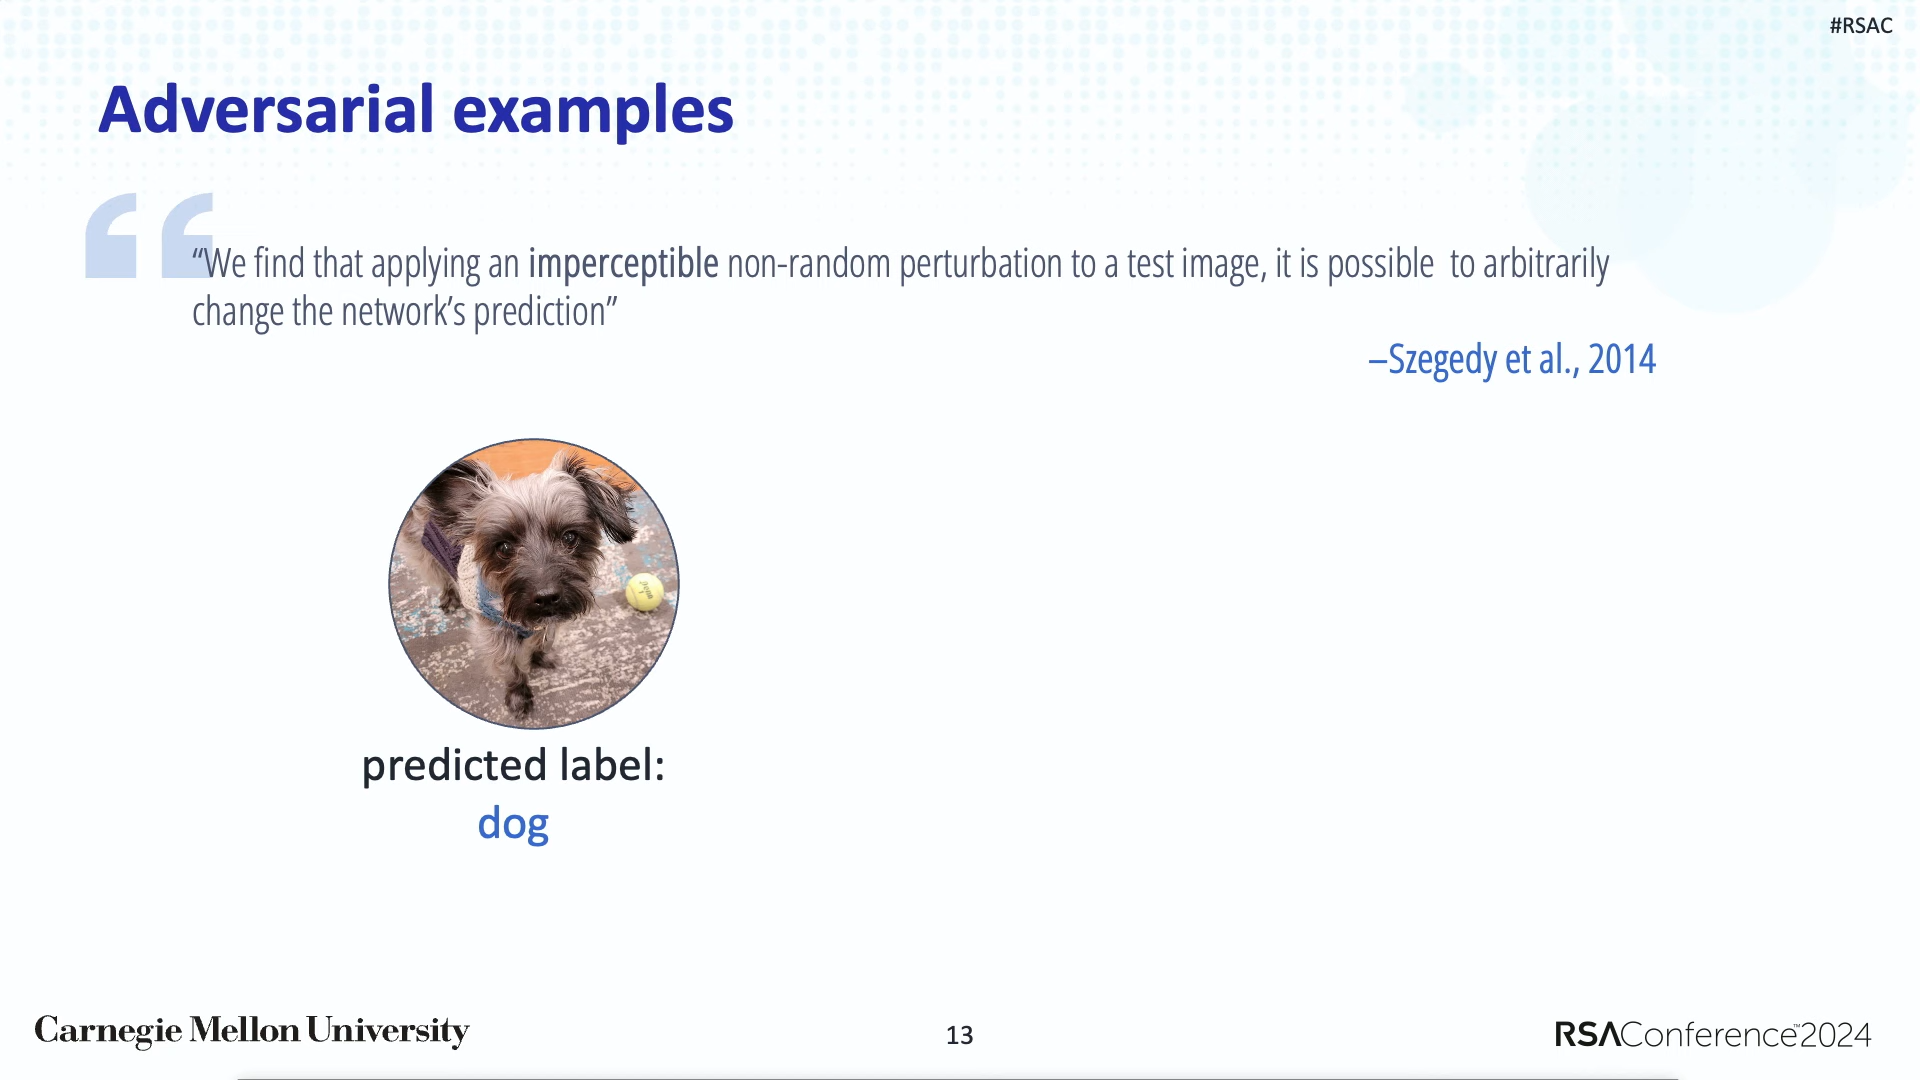 #RSAC
Adversarial examples
“We find that applying an imperceptible non-random perturbation to a test image, it is possible  to arbitrarily
change the network’s prediction”
–Szegedy et al., 2014
predicted label:
dog
Carnegie Mellon University
13
RSAConference™2024